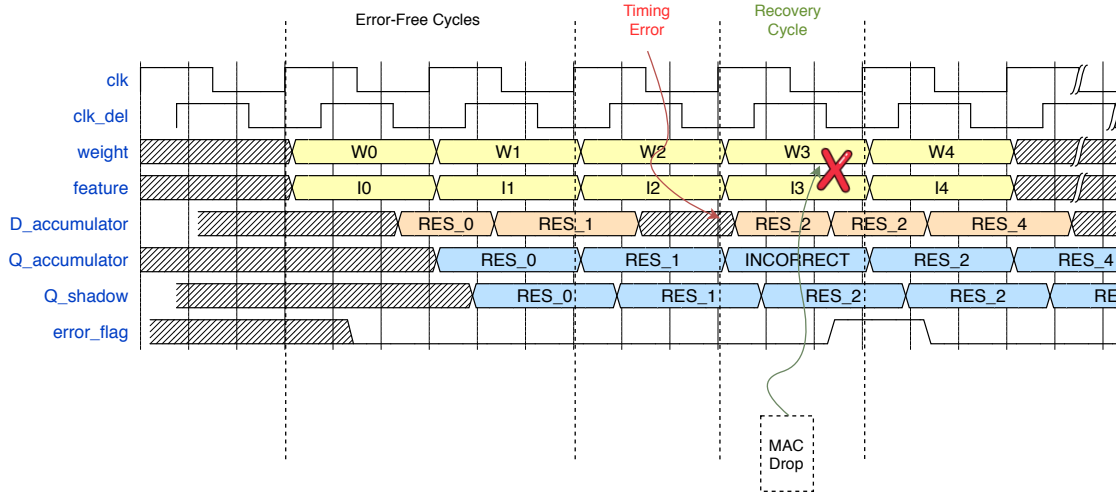 Error-Free Cycles
Timing
Error
Recovery
Cycle
clk
clk_del
weight W0 W1 W2 W3 W4
feature I0 I1 I2 I3 I4
D_accumulator RES_0 RES_1 RES_2 RES_2 RES_4
Q_accumulator RES_0 RES_1 INCORRECT RES_2 RES_4
Q_shadow RES_0 RES_1 RES_2 RES_2 RE
error_flag
MAC
Drop